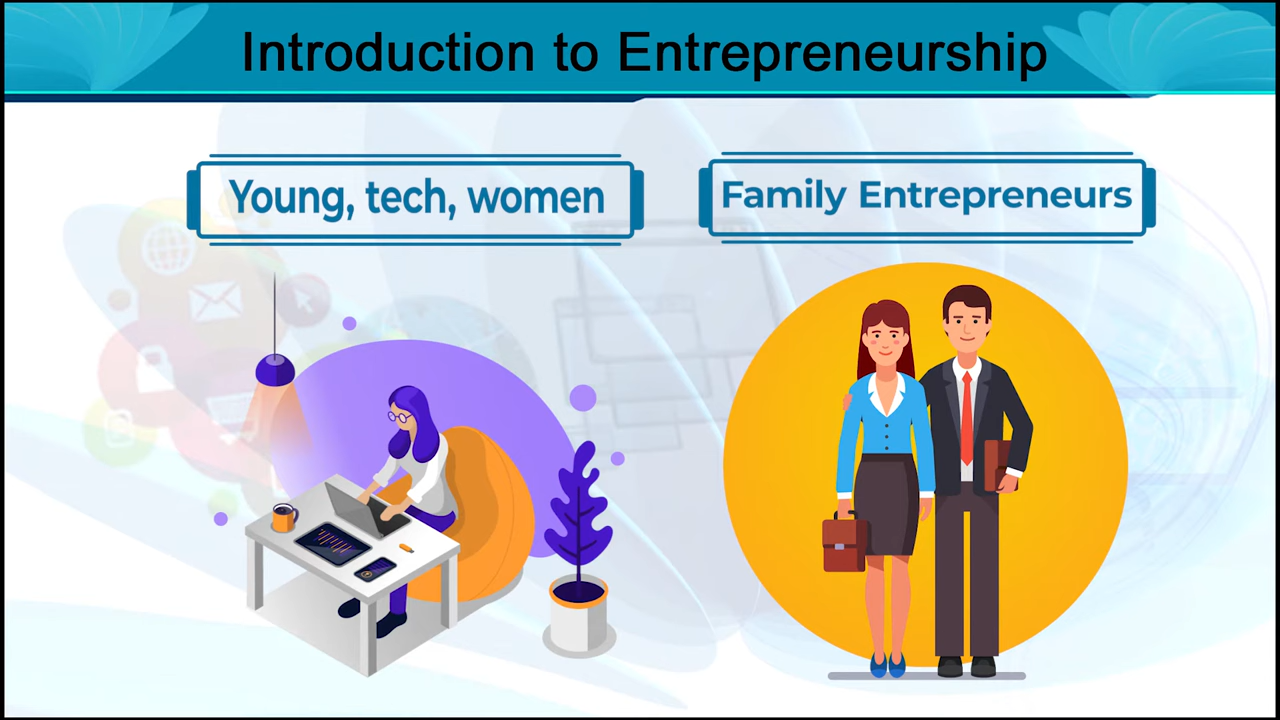 Introduction to Entrepreneurship
Young, tech, women
Family Entrepreneurs